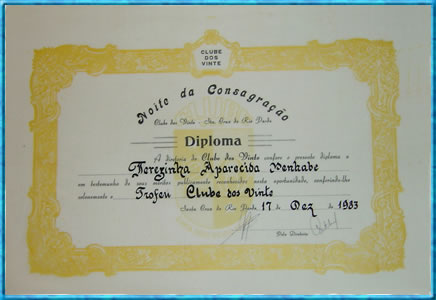 CLUBE
DOS
VINTE
Noite da Consagração
Clube dos Vinte - Sta. Cruz do Rio Pardo
Diploma
A diretoria do Clube dos Vinte confere o presente diploma a
Terezinha Aparecida Penhabe
em testemunho de seus méritos publicamente reconhecidos nesta oportunidade, conferindo-lhe
solenemente o Troféu Clube dos Vinte
Santa Cruz do Rio Pardo, 17 de Dez de 1983
Pela Diretoria